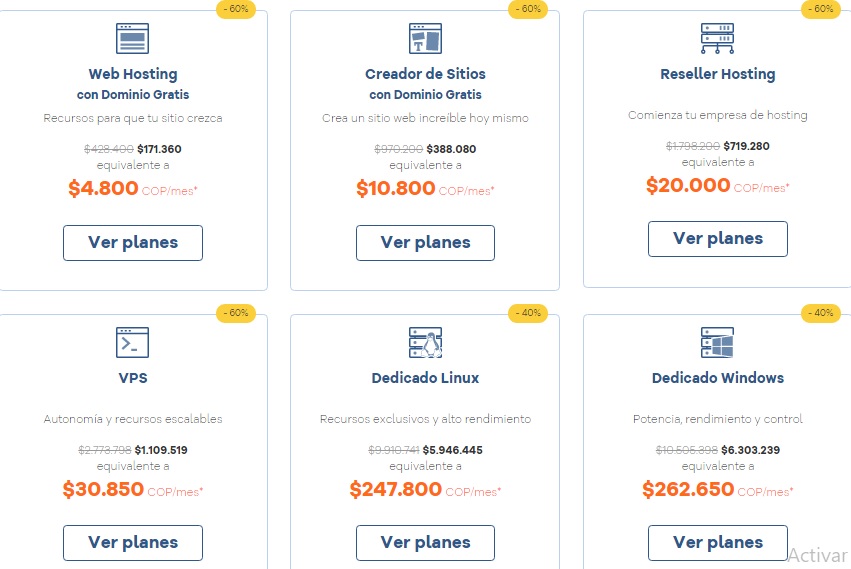 - 60%
Web Hosting
con Dominio Gratis
Recursos para que tu sitio crezca
$428.400 $171.360
equivalente a
$4.800 COP/mes*
Ver planes
- 60%
Creador de Sitios
con Dominio Gratis
Crea un sitio web increíble hoy mismo
$970.200 $388.080
equivalente a
$10.800 COP/mes*
Ver planes
- 60%
Reseller Hosting
Comienza tu empresa de hosting
$1.798.200 $719.280
equivalente a
$20.000 COP/mes*
Ver planes
- 60%
VPS
Autonomía y recursos escalables
$2.773.798 $1.109.519
equivalente a
$30.850 COP/mes*
Ver planes
- 40%
Dedicado Linux
Recursos exclusivos y alto rendimiento
$9.910.741 $5.946.445
equivalente a
$247.800 COP/mes*
Ver planes
- 40%
Dedicado Windows
Potencia, rendimiento y control
$10.505.398 $6.303.239
equivalente a
$262.650 COP/mes*
Ver planes
Activar